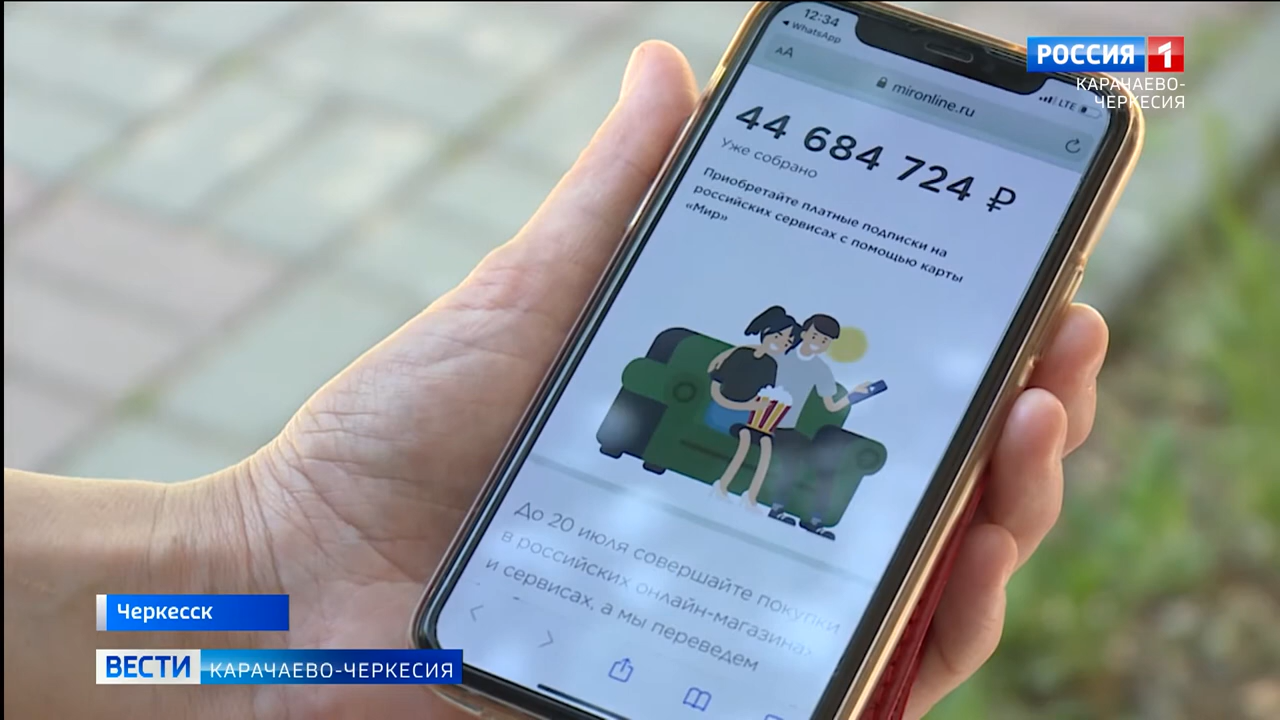 12:34
WhatsApp
РОССИЯ 1
КАРАЧАЕВО-
ЧЕРКЕСИЯ
AA
mironline.ru
LTE
44 684 724 ₽
Уже собрано
Приобретайте платные подписки на
российских сервисах с помощью карты
«Мир»
До 20 июля совершайте покупки
в российских онлайн-магазина
и сервисах, а мы переведем
Черкесск
ВЕСТИ КАРАЧАЕВО-ЧЕРКЕСИЯ